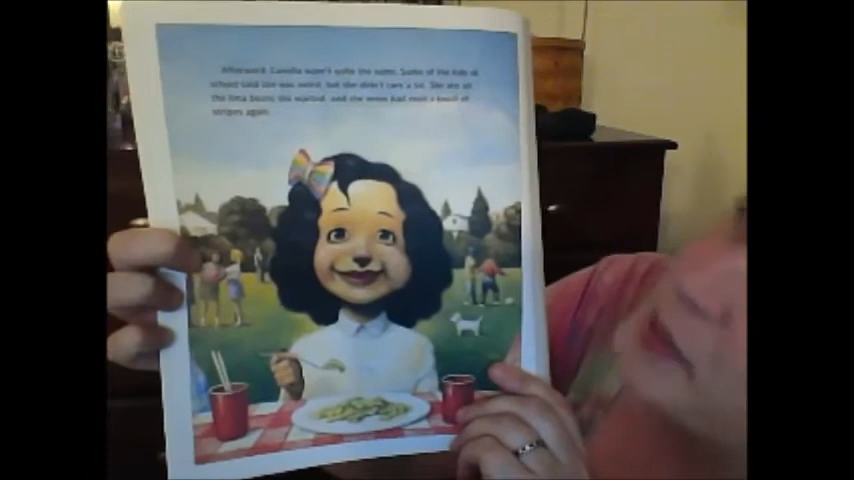 Afterward, Camilla wasn't quite the same. Some of the kids at
school said she was weird, but she didn't care a bit. She ate all
the lima beans she wanted, and she never had even a touch of
stripes again.